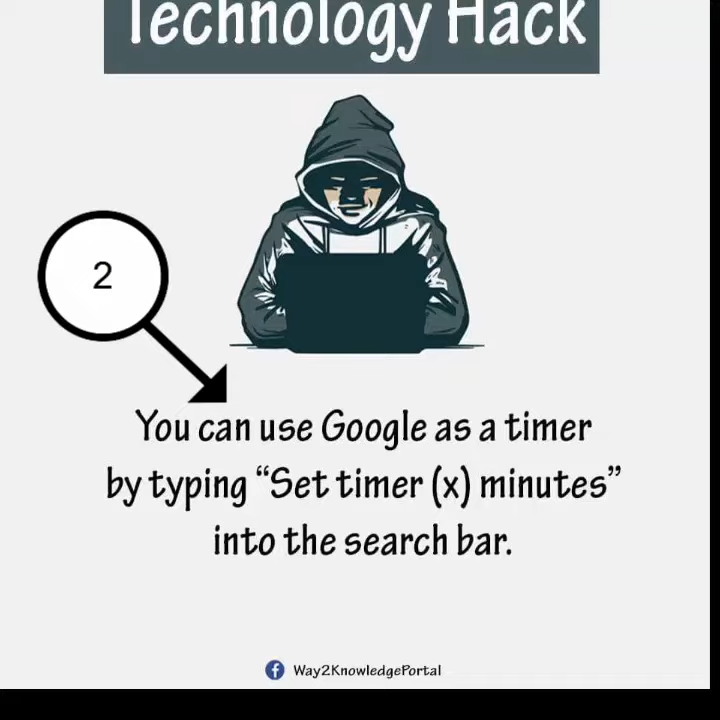 Technology Hack
2
You can use Google as a timer
by typing “Set timer (x) minutes”
into the search bar.
Way2KnowledgePortal